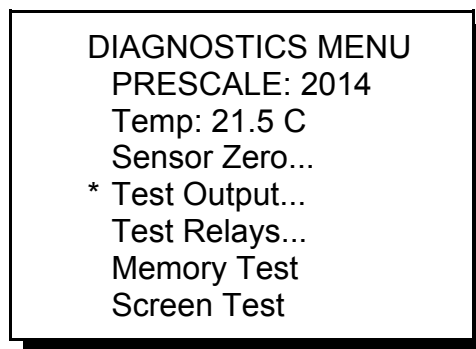 DIAGNOSTICS MENU
PRESCALE: 2014
Temp: 21.5 C
Sensor Zero...
* Test Output...
Test Relays...
Memory Test
Screen Test